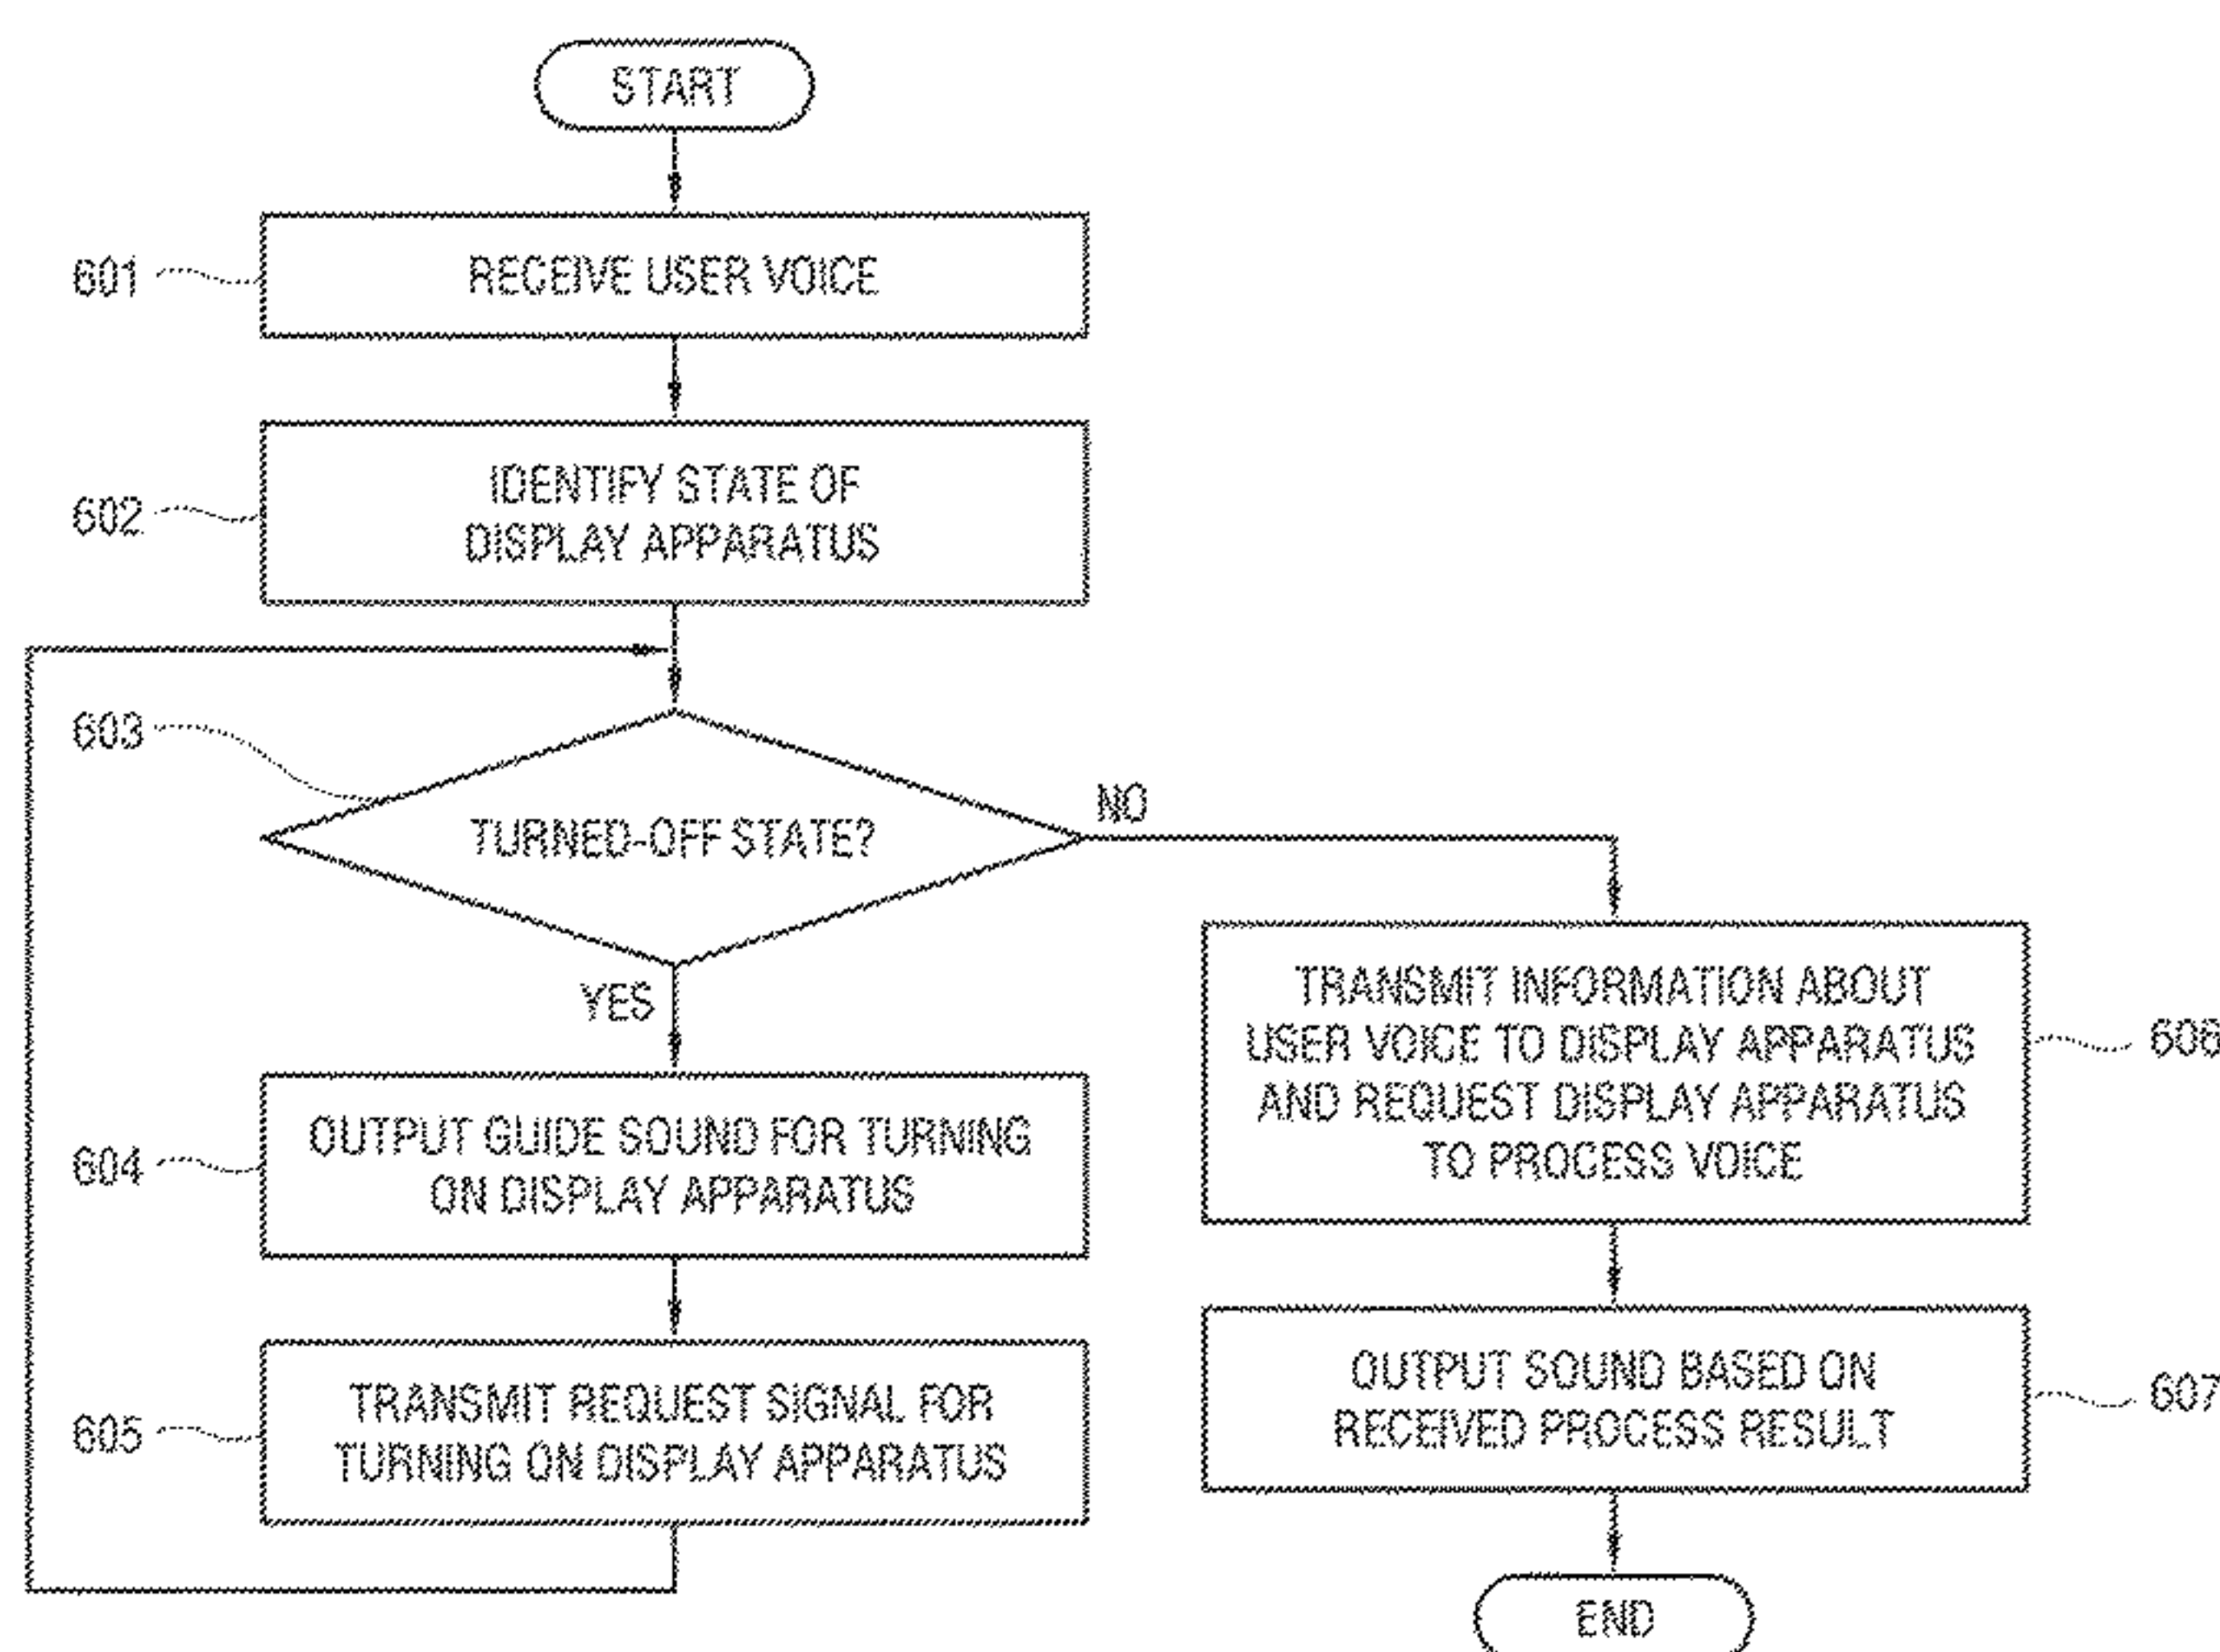 START
601
RECEIVE USER VOICE
602
IDENTIFY STATE OF
DISPLAY APPARATUS
603
TURNED-OFF STATE?
NO
YES
604
OUTPUT GUIDE SOUND FOR TURNING
ON DISPLAY APPARATUS
605
TRANSMIT REQUEST SIGNAL FOR
TURNING ON DISPLAY APPARATUS
TRANSMIT INFORMATION ABOUT
USER VOICE TO DISPLAY APPARATUS
AND REQUEST DISPLAY APPARATUS
TO PROCESS VOICE
606
OUTPUT SOUND BASED ON
RECEIVED PROCESS RESULT
607
END